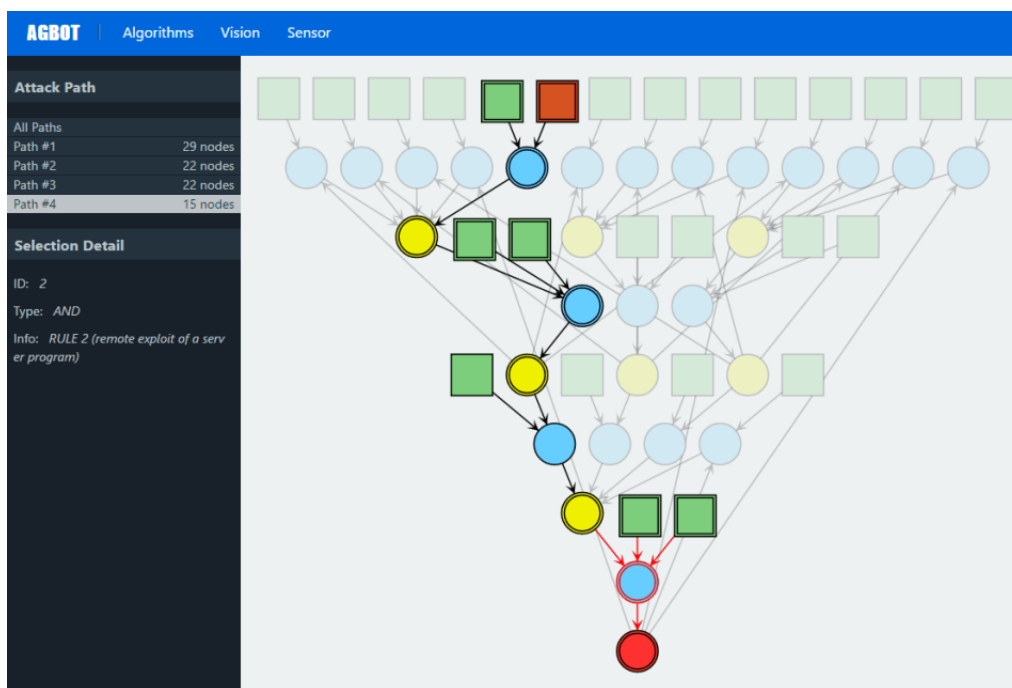 AGBOT Algorithms Vision Sensor
Attack Path
All Paths
Path #1 29 nodes
Path #2 22 nodes
Path #3 22 nodes
Path #4 15 nodes
Selection Detail
ID: 2
Type: AND
Info: RULE 2 (remote exploit of a serv
er program)